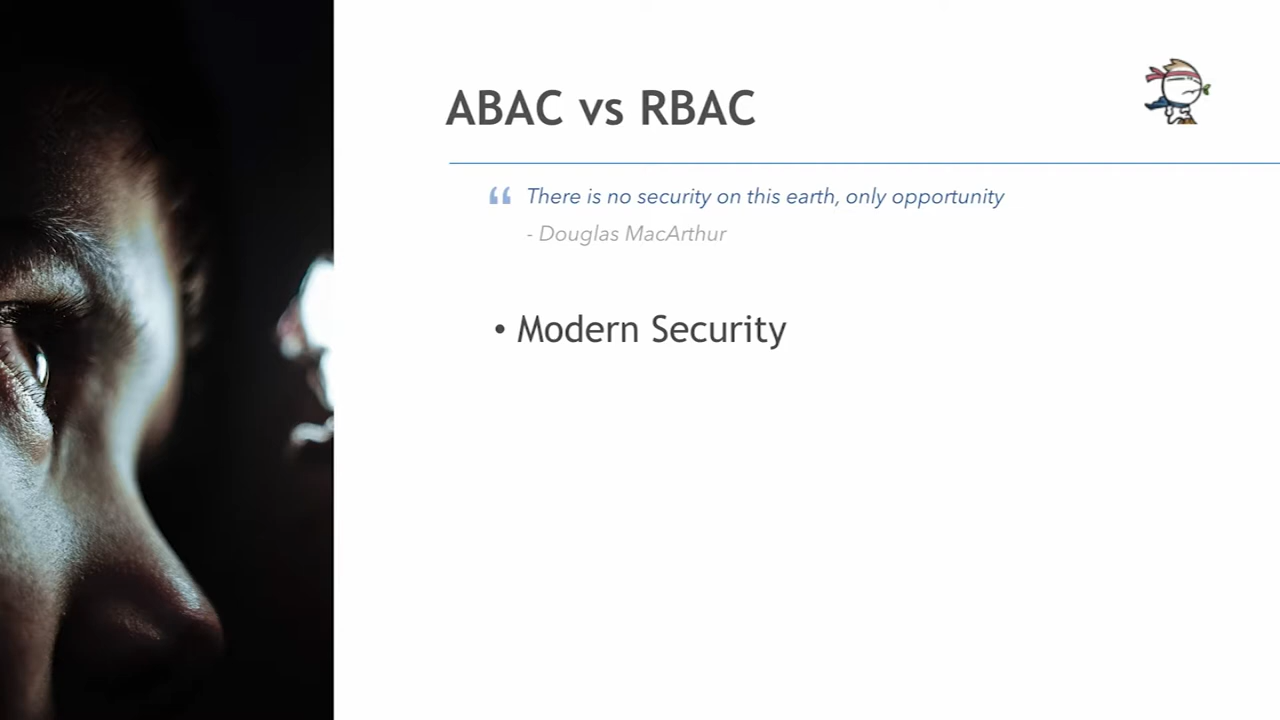 ABAC vs RBAC
“ There is no security on this earth, only opportunity
- Douglas MacArthur
• Modern Security